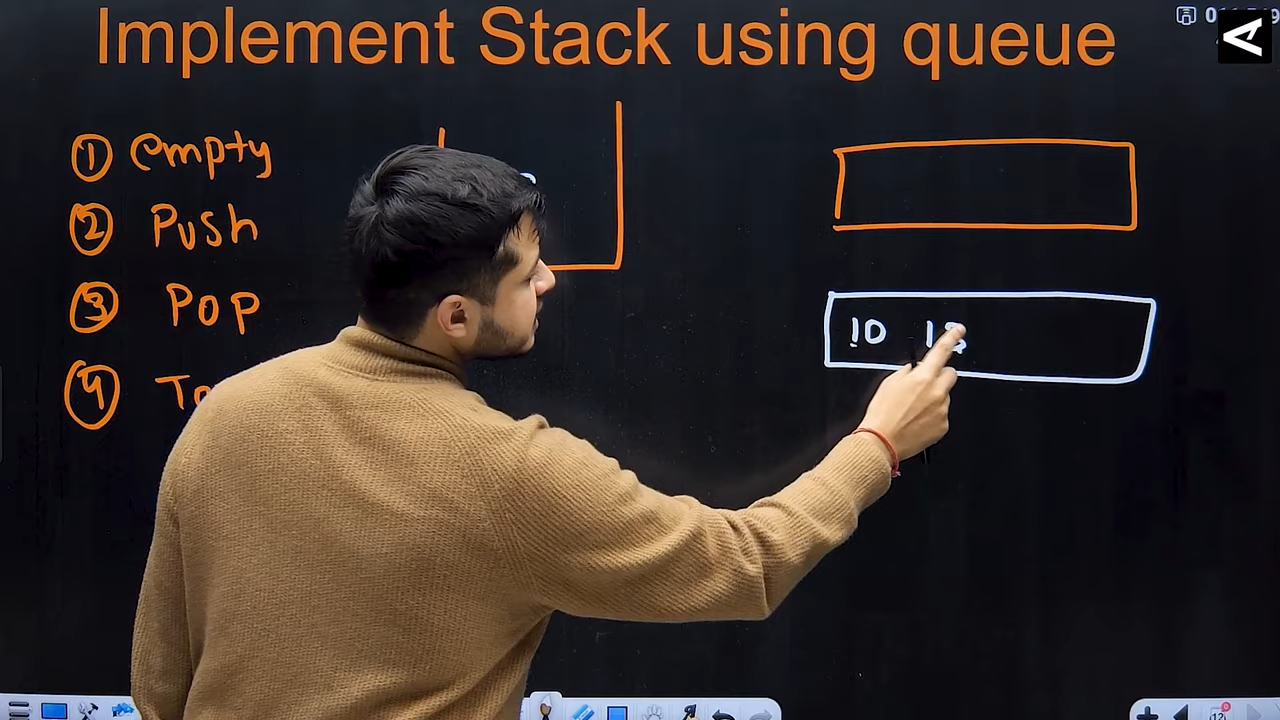 Implement Stack using queue
① empty
② Push
③ Pop
④
10